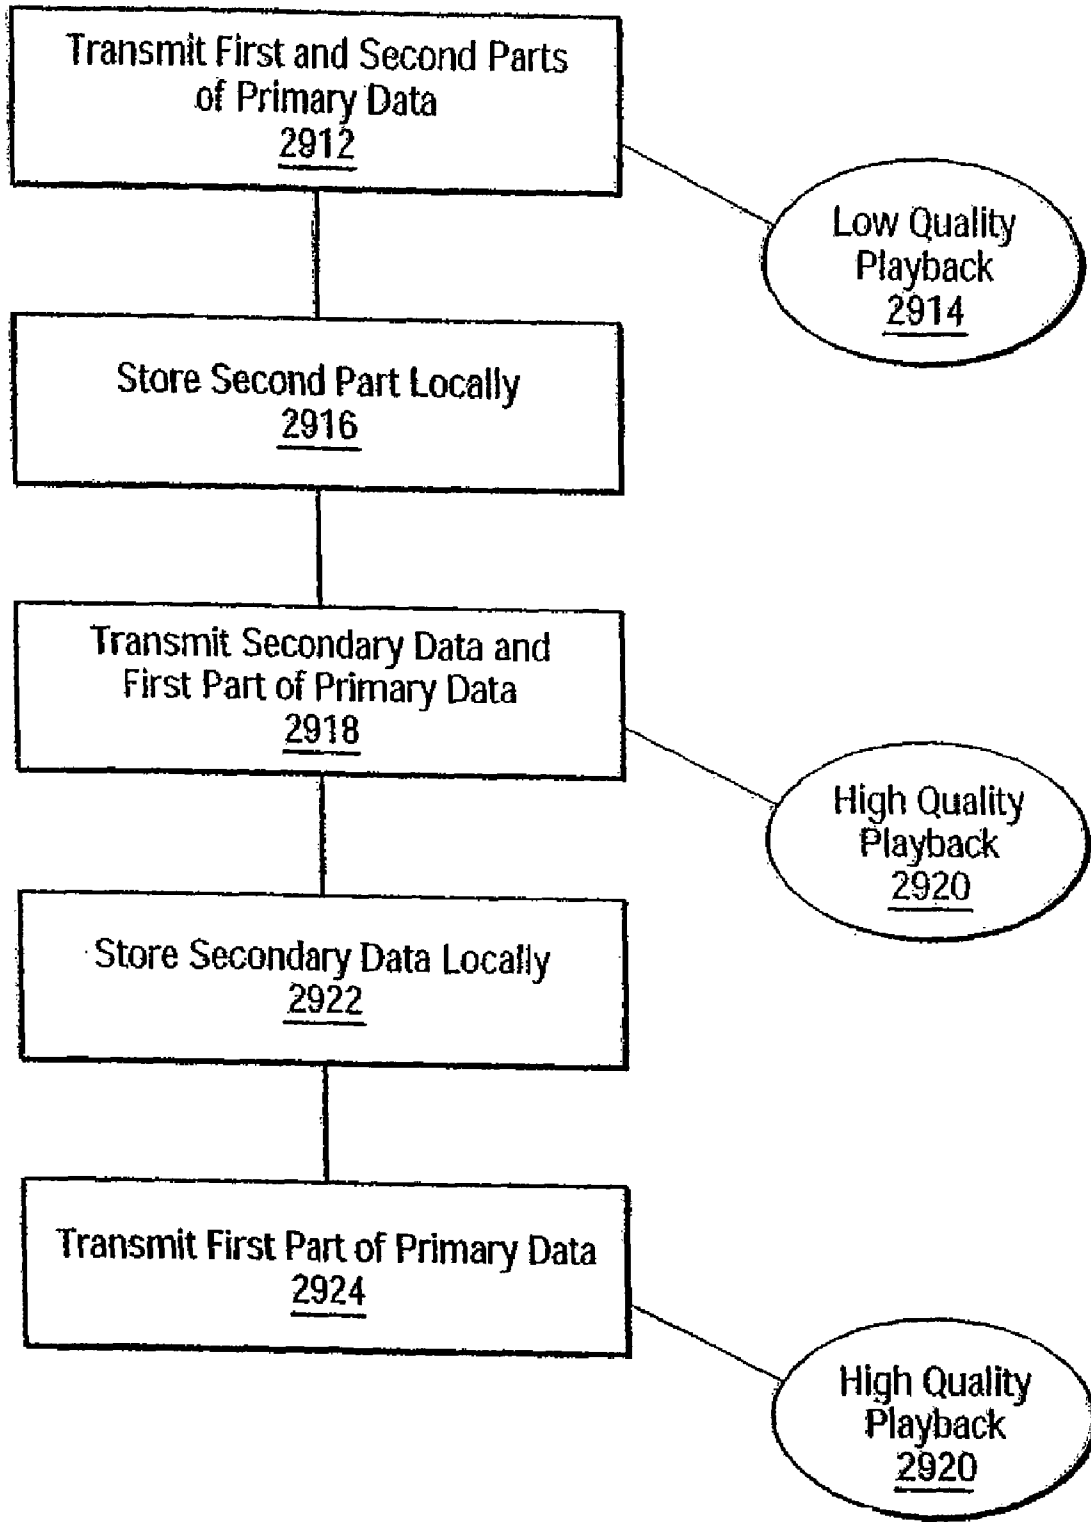 Transmit First and Second Parts
of Primary Data
2912
Low Quality
Playback
2914
Store Second Part Locally
2916
Transmit Secondary Data and
First Part of Primary Data
2918
High Quality
Playback
2920
Store Secondary Data Locally
2922
Transmit First Part of Primary Data
2924
High Quality
Playback
2920